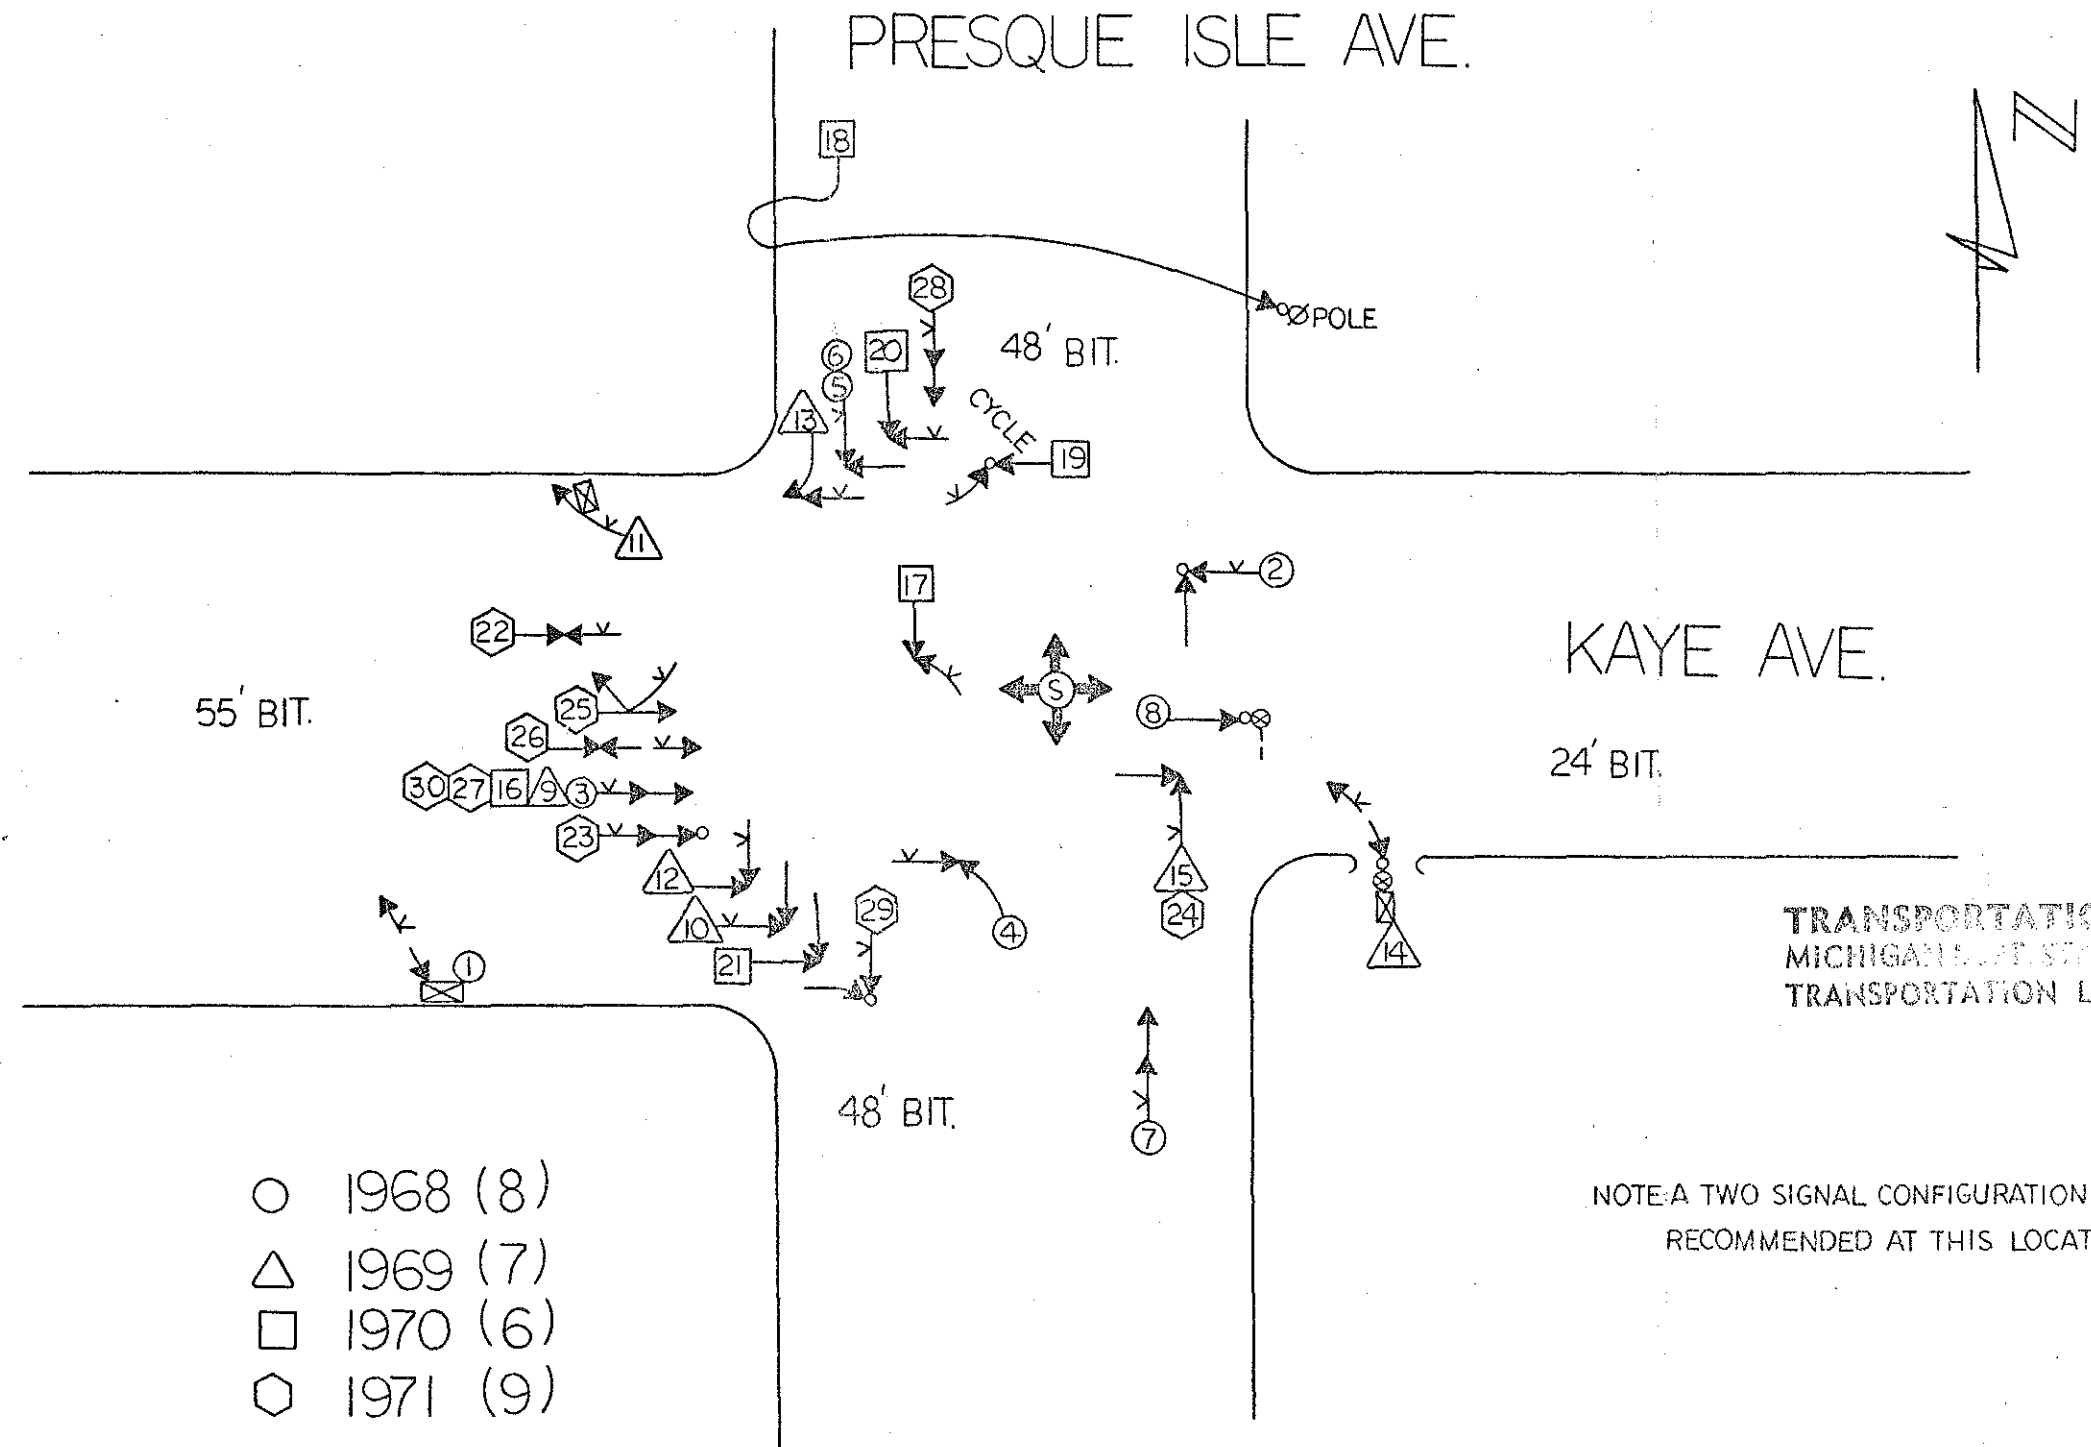 PRESQUE ISLE AVE.
N
18
28
POLE
48' BIT.
6
20
5
CYCLE
13
19
11
2
17
22
KAYE AVE.
S
55' BIT.
25
8
26
24' BIT.
30 27 16 9 3
23
12
15
29
24
10
4
TRANSPORTATIO
14
21
1
MICHIGAN
TRANSPORTATION L
48' BIT.
7
○ 1968 (8)
△ 1969 (7)
□ 1970 (6)
⬡ 1971 (9)
NOTE: A TWO SIGNAL CONFIGURATION
RECOMMENDED AT THIS LOCAT